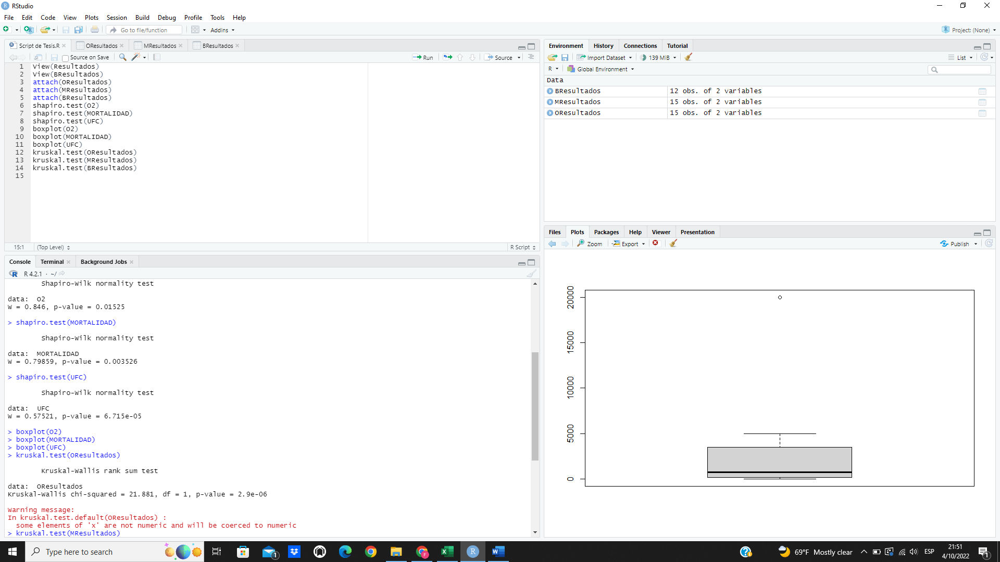 RStudio
File Edit Code View Plots Session Build Debug Profile Tools Help
Go to file/function Addins Project: (None)
Script de Tesis.R OResultados MResultados BResultados
Source on Save Run Source
1 View(Resultados)
2 View(BResultados)
3 attach(OResultados)
4 attach(MResultados)
5 attach(BResultados)
6 shapiro.test(O2)
7 shapiro.test(MORTALIDAD)
8 shapiro.test(UFC)
9 boxplot(O2)
10 boxplot(MORTALIDAD)
11 boxplot(UFC)
12 kruskal.test(OResultados)
13 kruskal.test(MResultados)
14 kruskal.test(BResultados)
15
15:1 (Top Level) R Script
Console Terminal Background Jobs
R 4.2.1 · ~/
Shapiro-Wilk normality test
data: O2
W = 0.846, p-value = 0.01525
> shapiro.test(MORTALIDAD)
Shapiro-Wilk normality test
data: MORTALIDAD
W = 0.79859, p-value = 0.003526
> shapiro.test(UFC)
Shapiro-Wilk normality test
data: UFC
W = 0.57521, p-value = 6.715e-05
> boxplot(O2)
> boxplot(MORTALIDAD)
> boxplot(UFC)
> kruskal.test(OResultados)
Kruskal-Wallis rank sum test
data: OResultados
Kruskal-Wallis chi-squared = 21.881, df = 1, p-value = 2.9e-06
Warning message:
In kruskal.test.default(OResultados) :
some elements of 'x' are not numeric and will be coerced to numeric
> kruskal.test(MResultados)
Environment History Connections Tutorial
Import Dataset 139 MiB List
R Global Environment
Data
BResultados 12 obs. of 2 variables
MResultados 15 obs. of 2 variables
OResultados 15 obs. of 2 variables
Files Plots Packages Help Viewer Presentation
Zoom Export Publish
20000
15000
10000
5000
0
Type here to search
69°F Mostly clear
ESP
21:51
4/10/2022